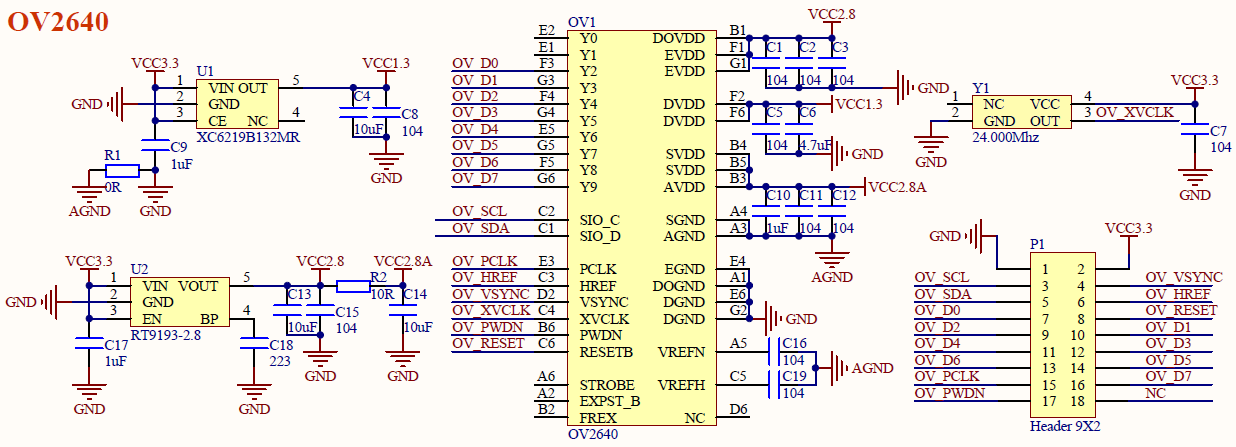 OV2640
VCC3.3
U1
1 VIN OUT 5
GND 2 GND
3 CE NC 4
XC6219B132MR
VCC1.3
C4
10uF
C8
104
GND
C9
1uF
R1
0R
AGND
GND
VCC3.3
U2
1 VIN VOUT 5
GND 2 GND
3 EN BP 4
RT9193-2.8
C17
1uF
GND
C18
223
GND
VCC2.8
VCC2.8A
R2
10R
C13
10uF
C15
104
C14
10uF
GND
GND
OV1
E2 Y0
E1 Y1
OV_D0 F3 Y2
OV_D1 G3 Y3
OV_D2 F4 Y4
OV_D3 G4 Y5
OV_D4 E5 Y6
OV_D5 G5 Y7
OV_D6 F5 Y8
OV_D7 G6 Y9
OV_SCL C2 SIO_C
OV_SDA C1 SIO_D
OV_PCLK E3 PCLK
OV_HREF C3 HREF
OV_VSYNC D2 VSYNC
OV_XVCLK C4 XVCLK
OV_PWDN B6 PWDN
OV_RESET C6 RESETB
A6 STROBE
A2 EXPST_B
B2 FREX
OV2640
DOVDD B1
EVDD F1
EVDD G1
DVDD F2
DVDD F6
SVDD B4
SVDD B5
AVDD B3
SGND A4
AGND A3
EGND E4
DOGND A1
DGND E6
DGND G2
VREFN A5
VREFH C5
NC D6
VCC2.8
C1 C2 C3
104 104 104
GND
VCC1.3
C5 C6
104 4.7uF
GND
VCC2.8A
C10 C11 C12
1uF 104 104
AGND
GND
C16
104
AGND
C19
104
Y1
1 NC VCC 4
2 GND OUT 3 OV_XVCLK
24.000Mhz
GND
VCC3.3
C7
104
GND
GND
P1
VCC3.3
1 2
OV_SCL 3 4 OV_VSYNC
OV_SDA 5 6 OV_HREF
OV_D0 7 8 OV_RESET
OV_D2 9 10 OV_D1
OV_D4 11 12 OV_D3
OV_D6 13 14 OV_D5
OV_PCLK 15 16 OV_D7
OV_PWDN 17 18 NC
Header 9X2